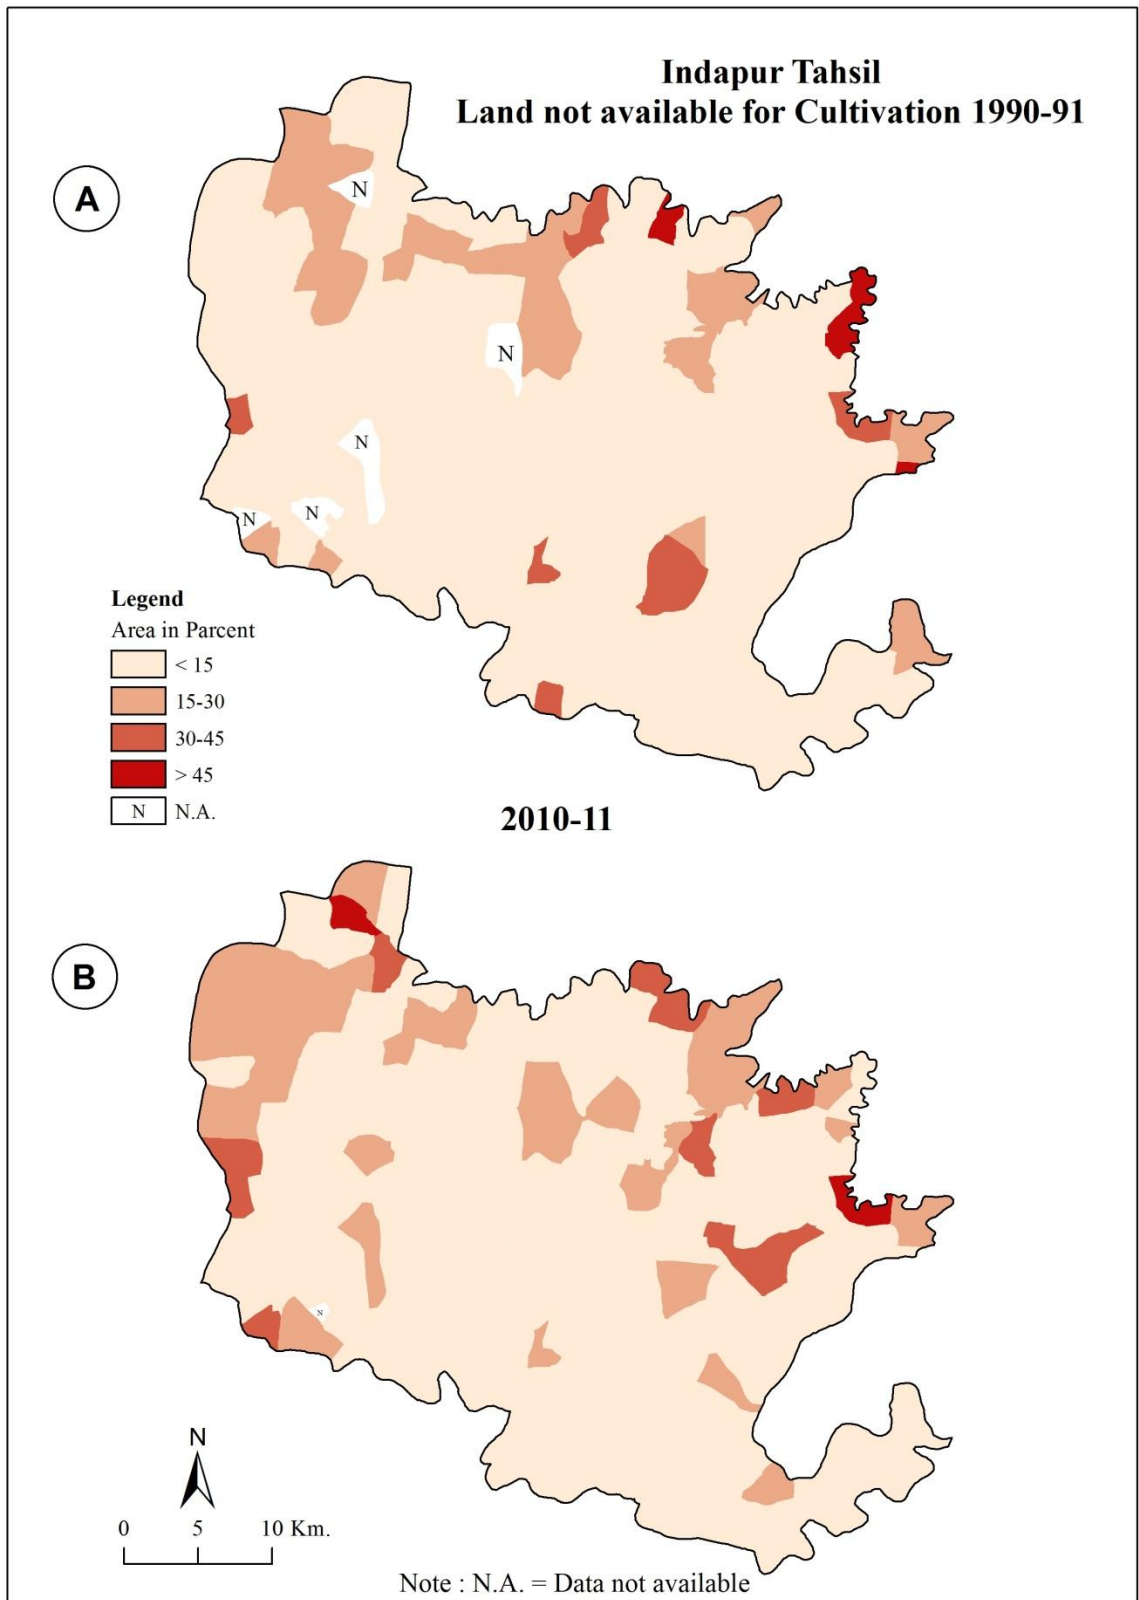 Indapur Tahsil
Land not available for Cultivation 1990-91
A
N
N
N
N
N
Legend
Area in Parcent
< 15
15-30
30-45
> 45
N N.A.
2010-11
B
N
N
0 5 10 Km.
Note : N.A. = Data not available